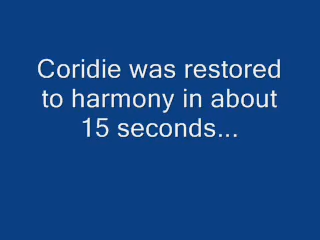 Coridie was restored
to harmony in about
15 seconds...